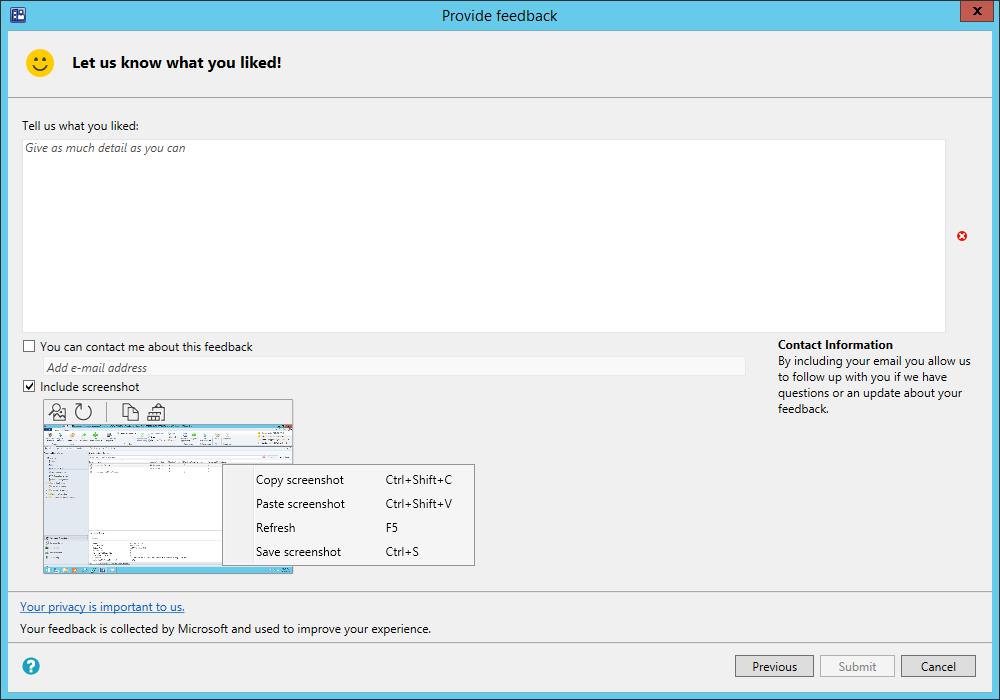 Provide feedback
Let us know what you liked!
Tell us what you liked:
Give as much detail as you can
You can contact me about this feedback
Add e-mail address
Include screenshot
Contact Information
By including your email you allow us
to follow up with you if we have
questions or an update about your
feedback.
Copy screenshot Ctrl+Shift+C
Paste screenshot Ctrl+Shift+V
Refresh F5
Save screenshot Ctrl+S
Your privacy is important to us.
Your feedback is collected by Microsoft and used to improve your experience.
Previous Submit Cancel